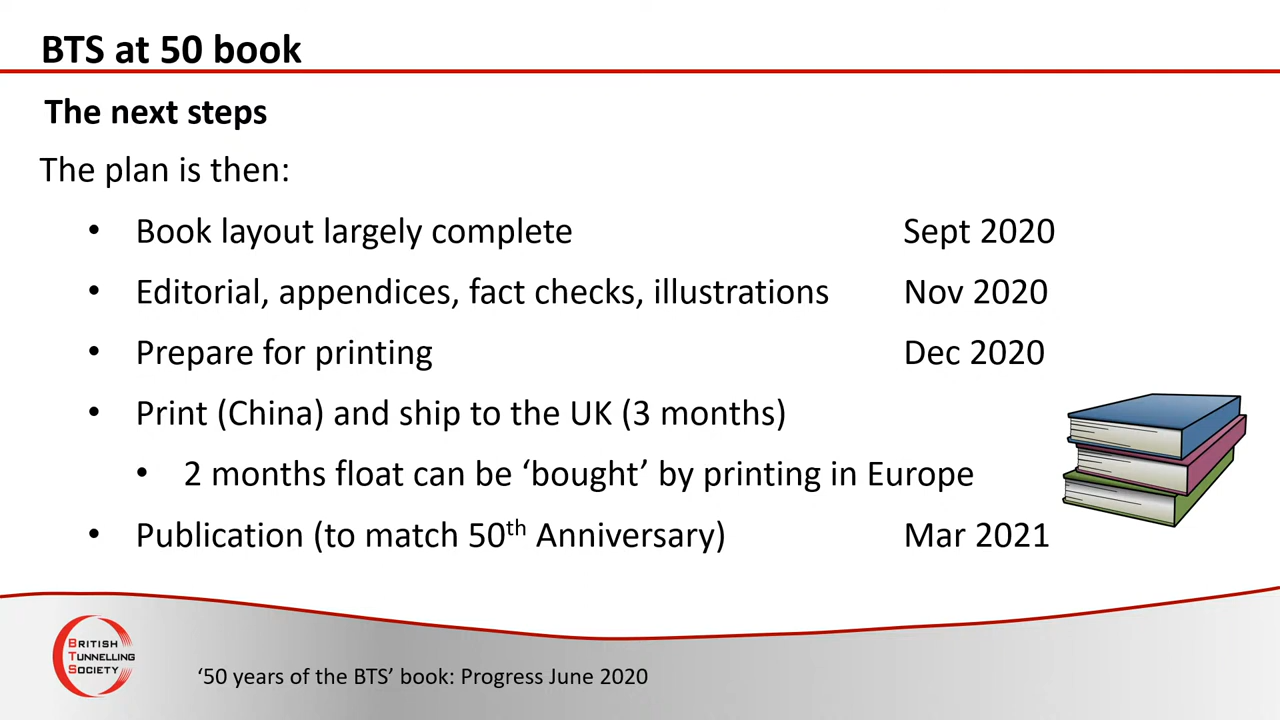 BTS at 50 book
The next steps
The plan is then:
• Book layout largely complete Sept 2020
• Editorial, appendices, fact checks, illustrations Nov 2020
• Prepare for printing Dec 2020
• Print (China) and ship to the UK (3 months)
• 2 months float can be ‘bought’ by printing in Europe
• Publication (to match 50th Anniversary) Mar 2021
BRITISH
TUNNELLING
SOCIETY
‘50 years of the BTS’ book: Progress June 2020